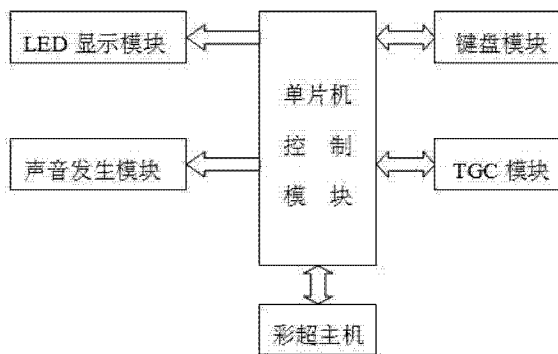 LED 显示模块
声音发生模块
单片机
控 制
模 块
键盘模块
TGC 模块
彩超主机